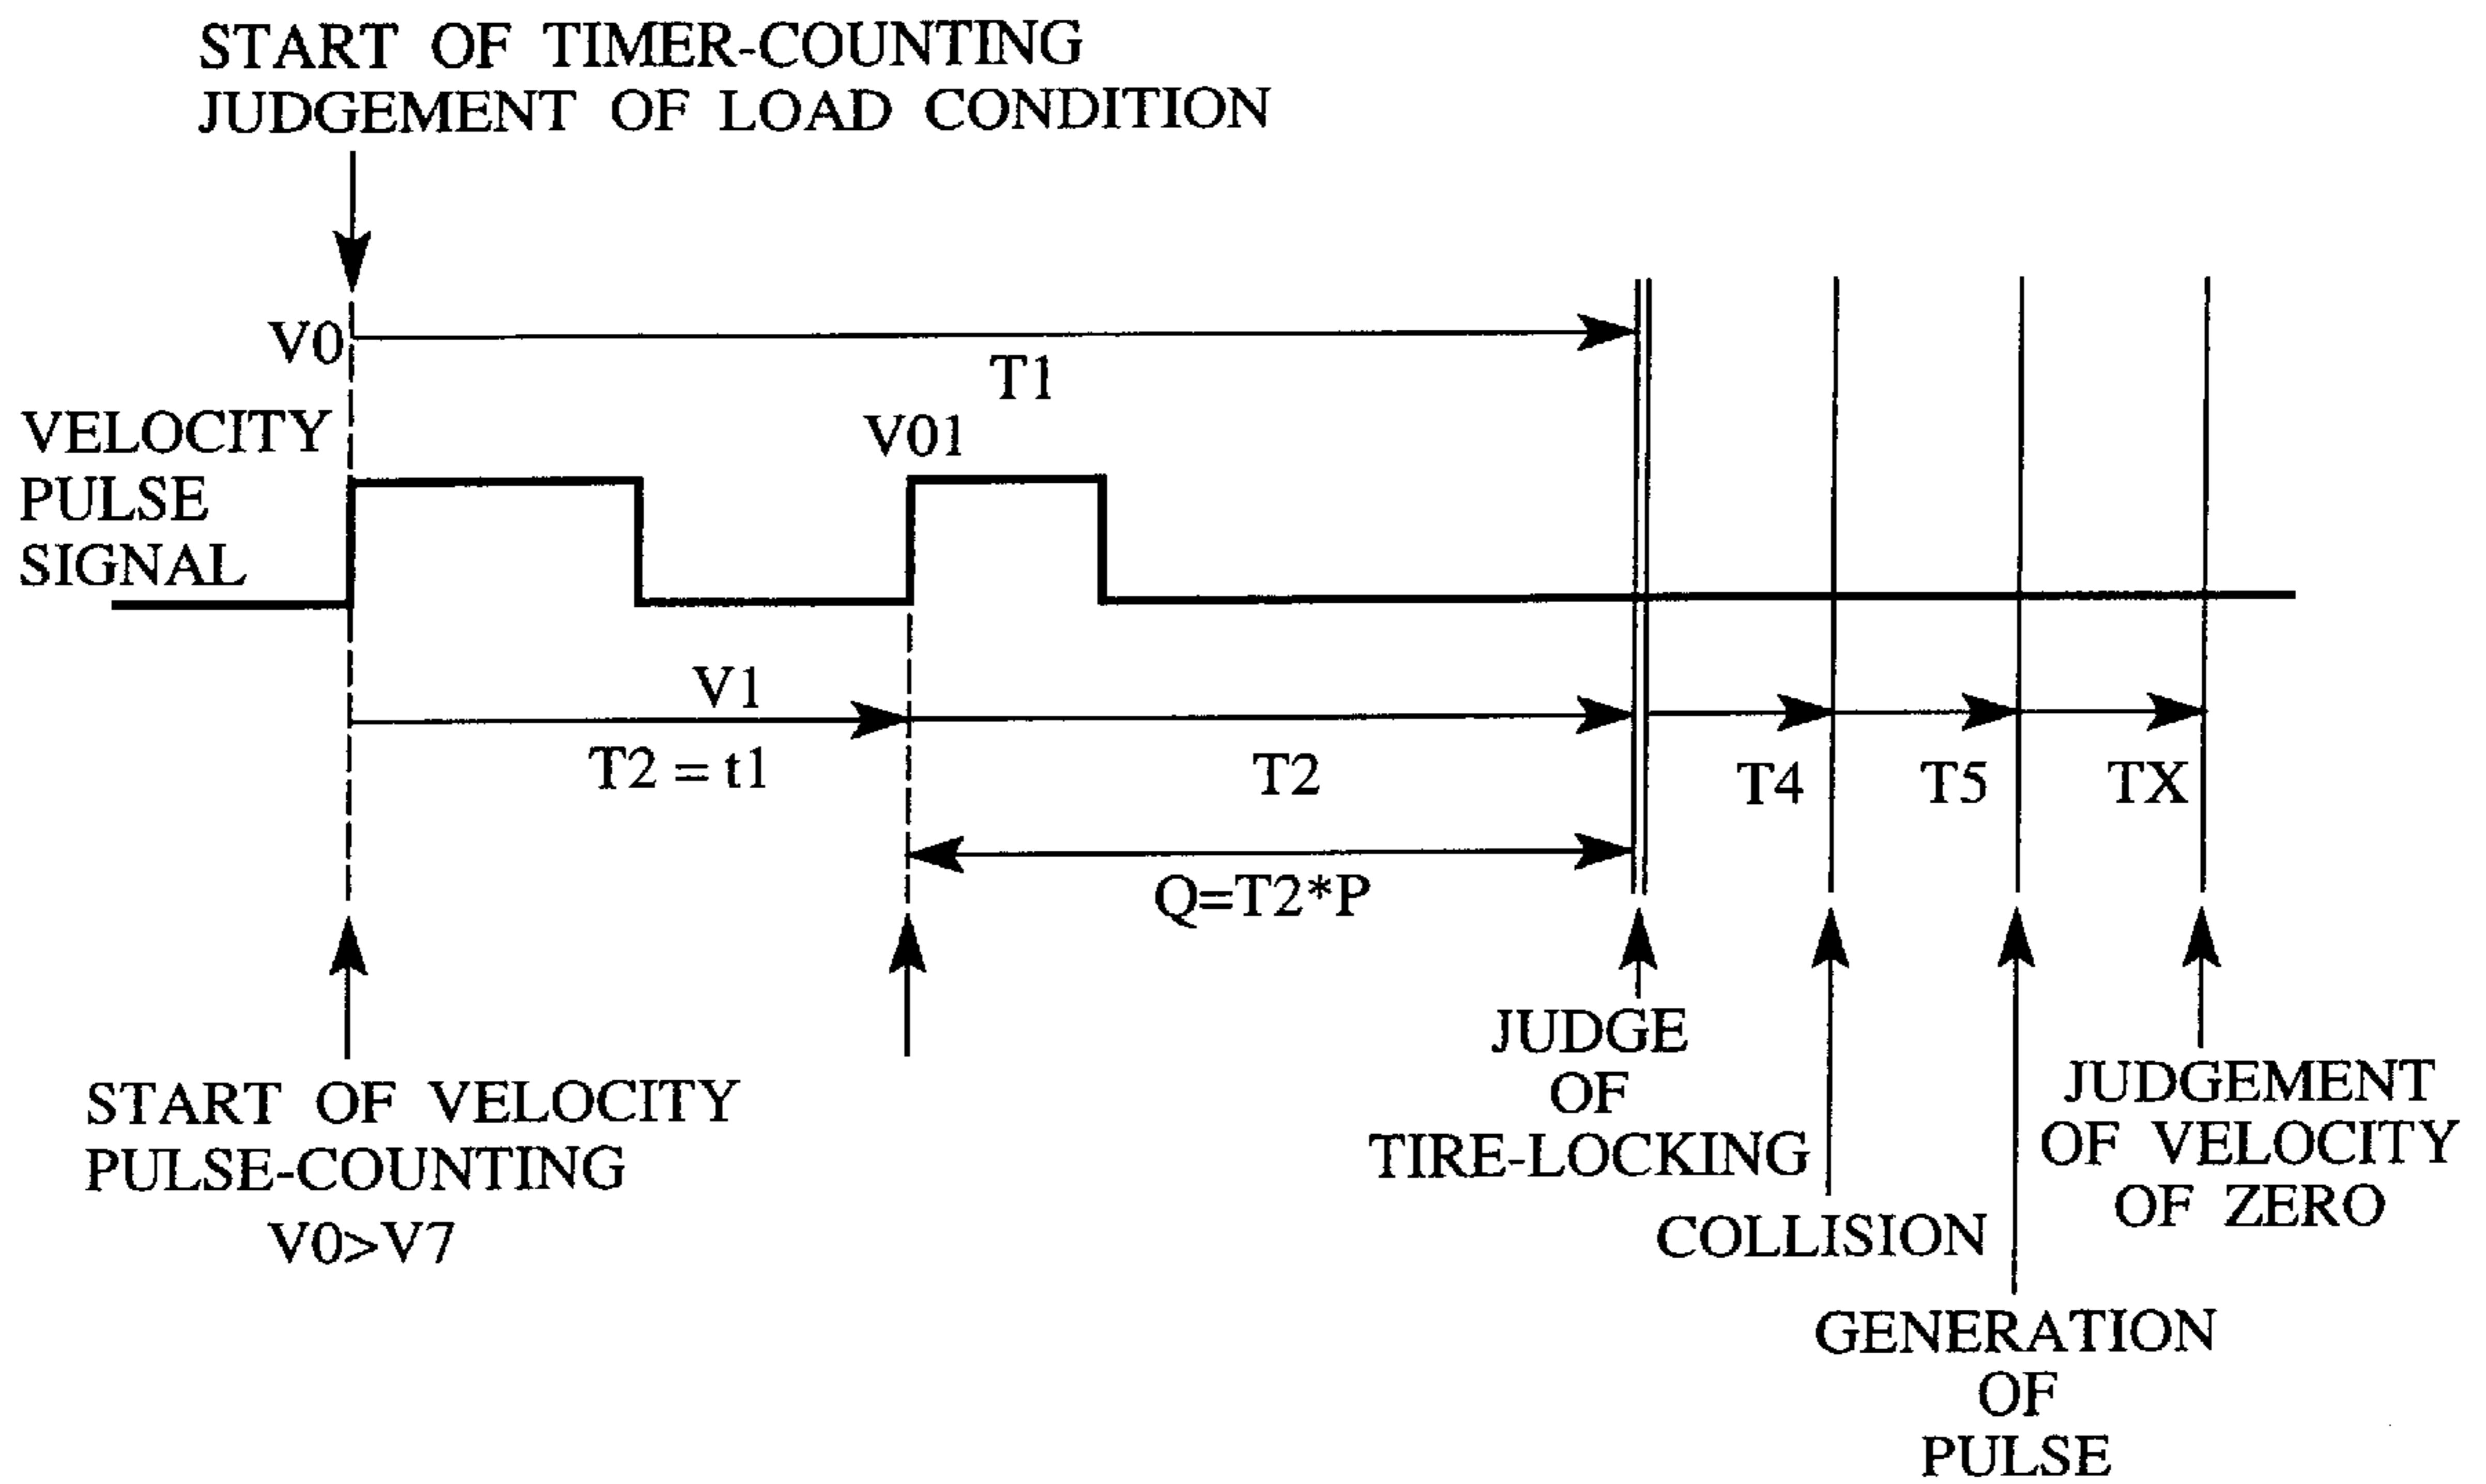 START OF TIMER-COUNTING
JUDGEMENT OF LOAD CONDITION
V0
T1
VELOCITY
PULSE
SIGNAL
V01
V1
T2 = t1
T2
T4
T5
TX
Q=T2*P
START OF VELOCITY
PULSE-COUNTING
V0>V7
JUDGE
OF
TIRE-LOCKING
COLLISION
GENERATION
OF
PULSE
JUDGEMENT
OF VELOCITY
OF ZERO